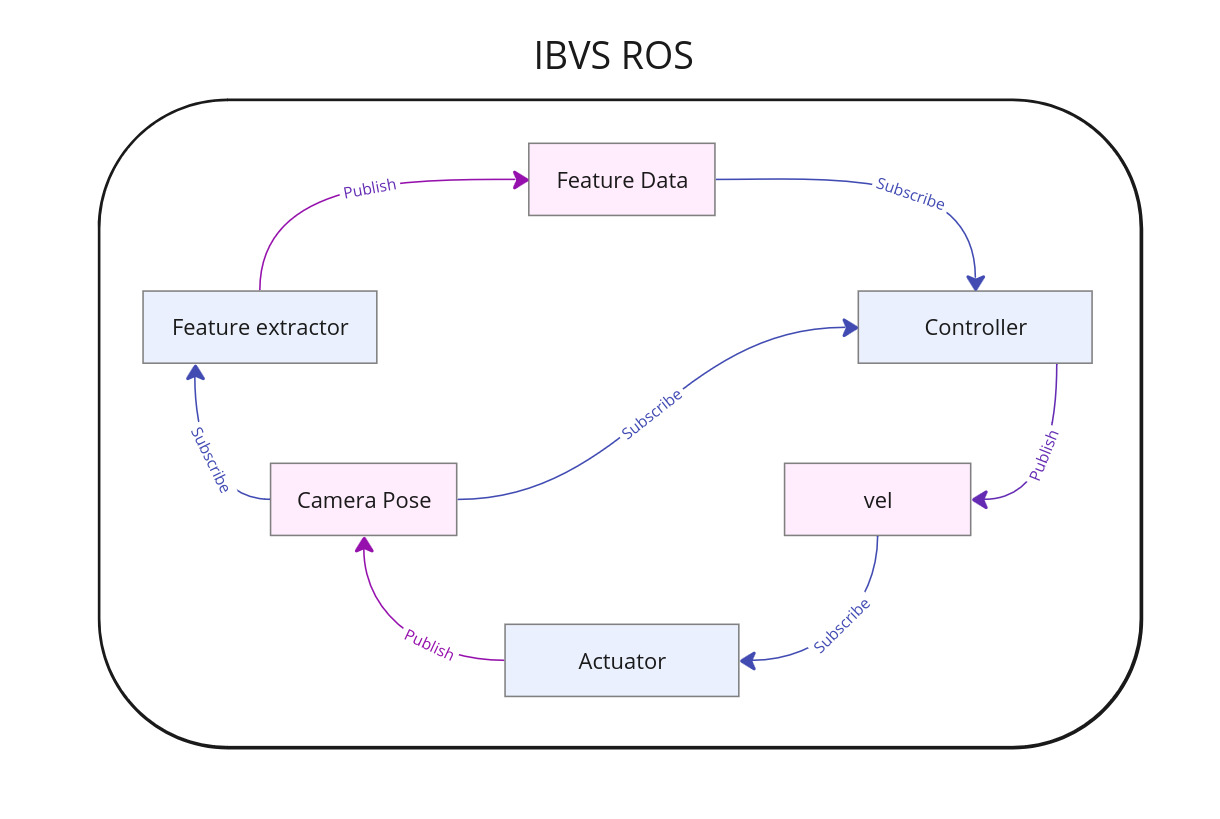 IBVS ROS
Feature Data
Publish
Subscribe
Feature extractor
Controller
Subscribe
Subscribe
Publish
Camera Pose
vel
Subscribe
Publish
Actuator